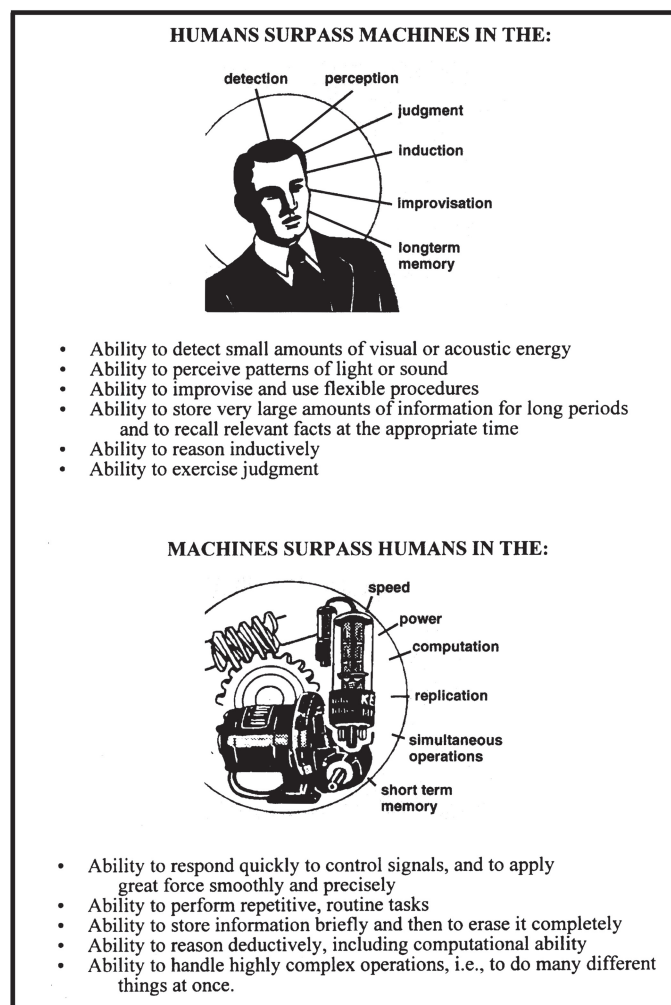 HUMANS SURPASS MACHINES IN THE:
detection
perception
judgment
induction
improvisation
longterm
memory
• Ability to detect small amounts of visual or acoustic energy
• Ability to perceive patterns of light or sound
• Ability to improvise and use flexible procedures
• Ability to store very large amounts of information for long periods
and to recall relevant facts at the appropriate time
• Ability to reason inductively
• Ability to exercise judgment
MACHINES SURPASS HUMANS IN THE:
speed
power
computation
replication
simultaneous
operations
short term
memory
• Ability to respond quickly to control signals, and to apply
great force smoothly and precisely
• Ability to perform repetitive, routine tasks
• Ability to store information briefly and then to erase it completely
• Ability to reason deductively, including computational ability
• Ability to handle highly complex operations, i.e., to do many different
things at once.